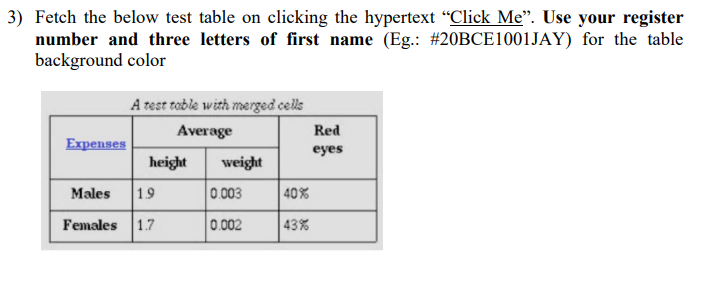 3) Fetch the below test table on clicking the hypertext “Click Me”. Use your register
number and three letters of first name (Eg.: #20BCE1001JAY) for the table
background color
A test table with merged cells
Expenses Average Red eyes
height weight
Males 1.9 0.003 40%
Females 1.7 0.002 43%